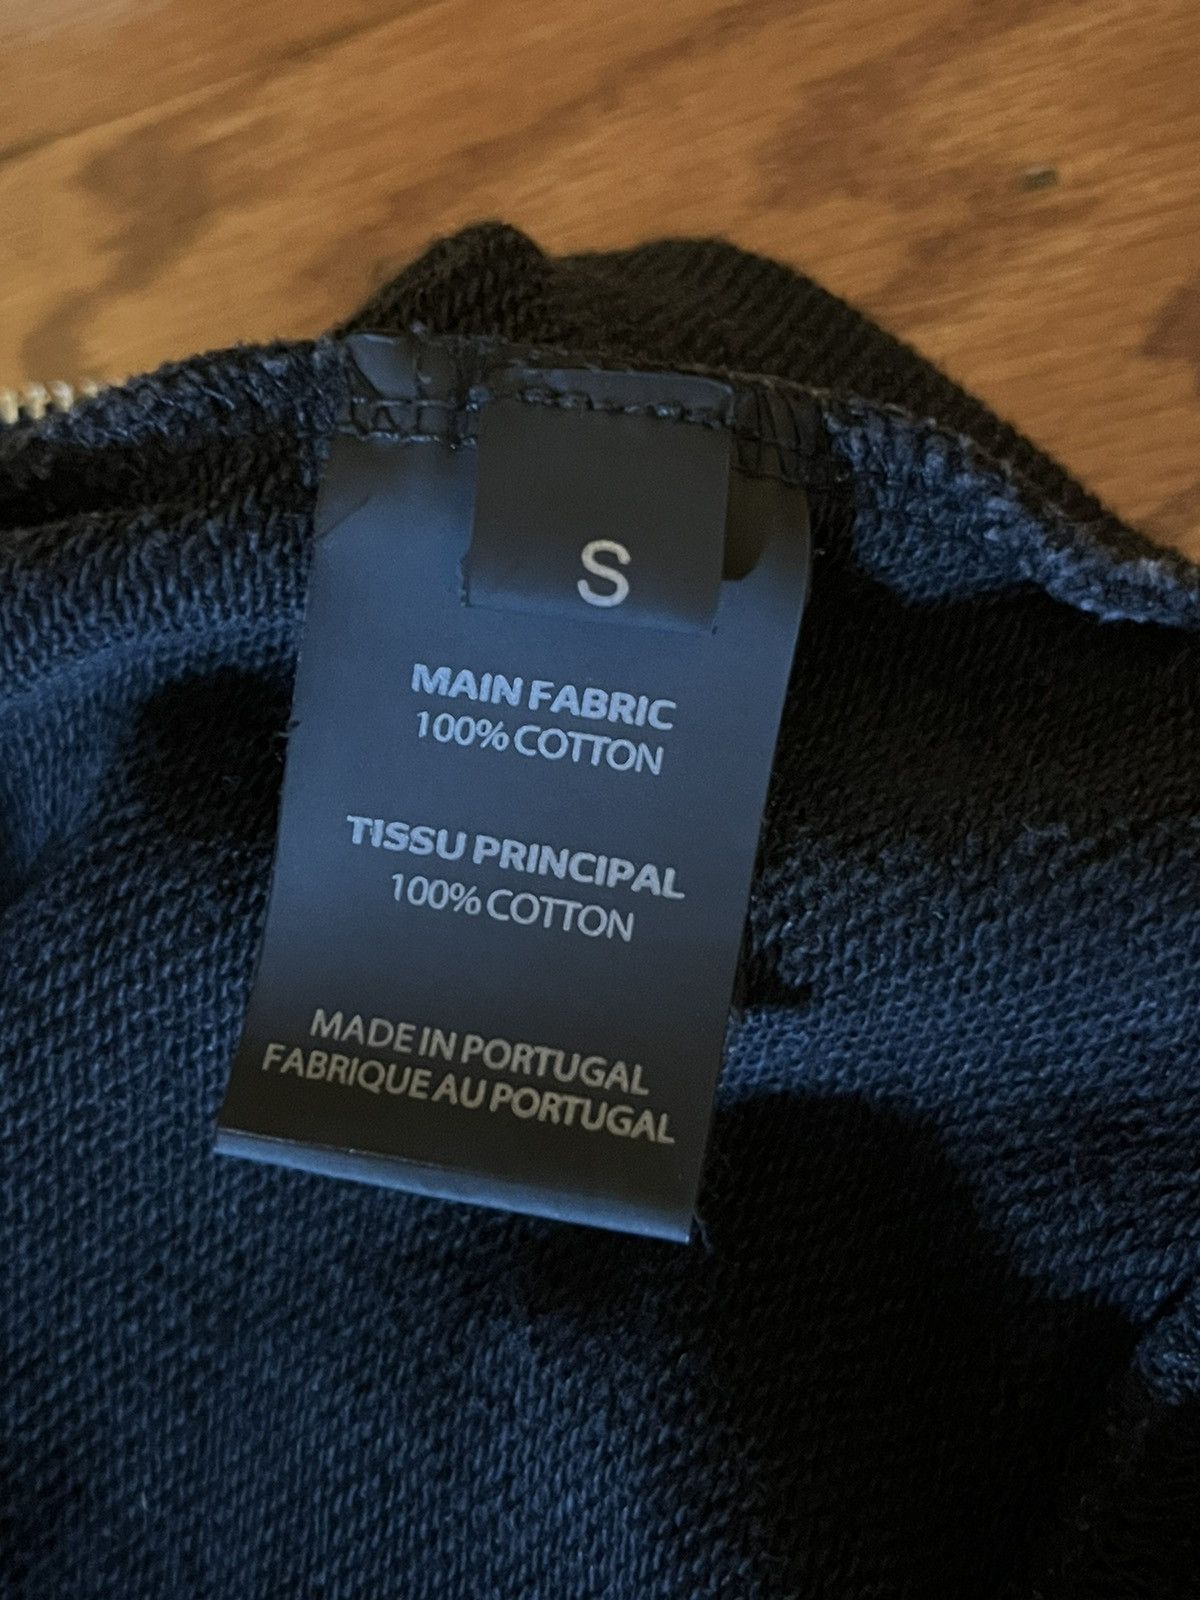 S
MAIN FABRIC
100% COTTON
TISSU PRINCIPAL
100% COTTON
MADE IN PORTUGAL
FABRIQUE AU PORTUGAL